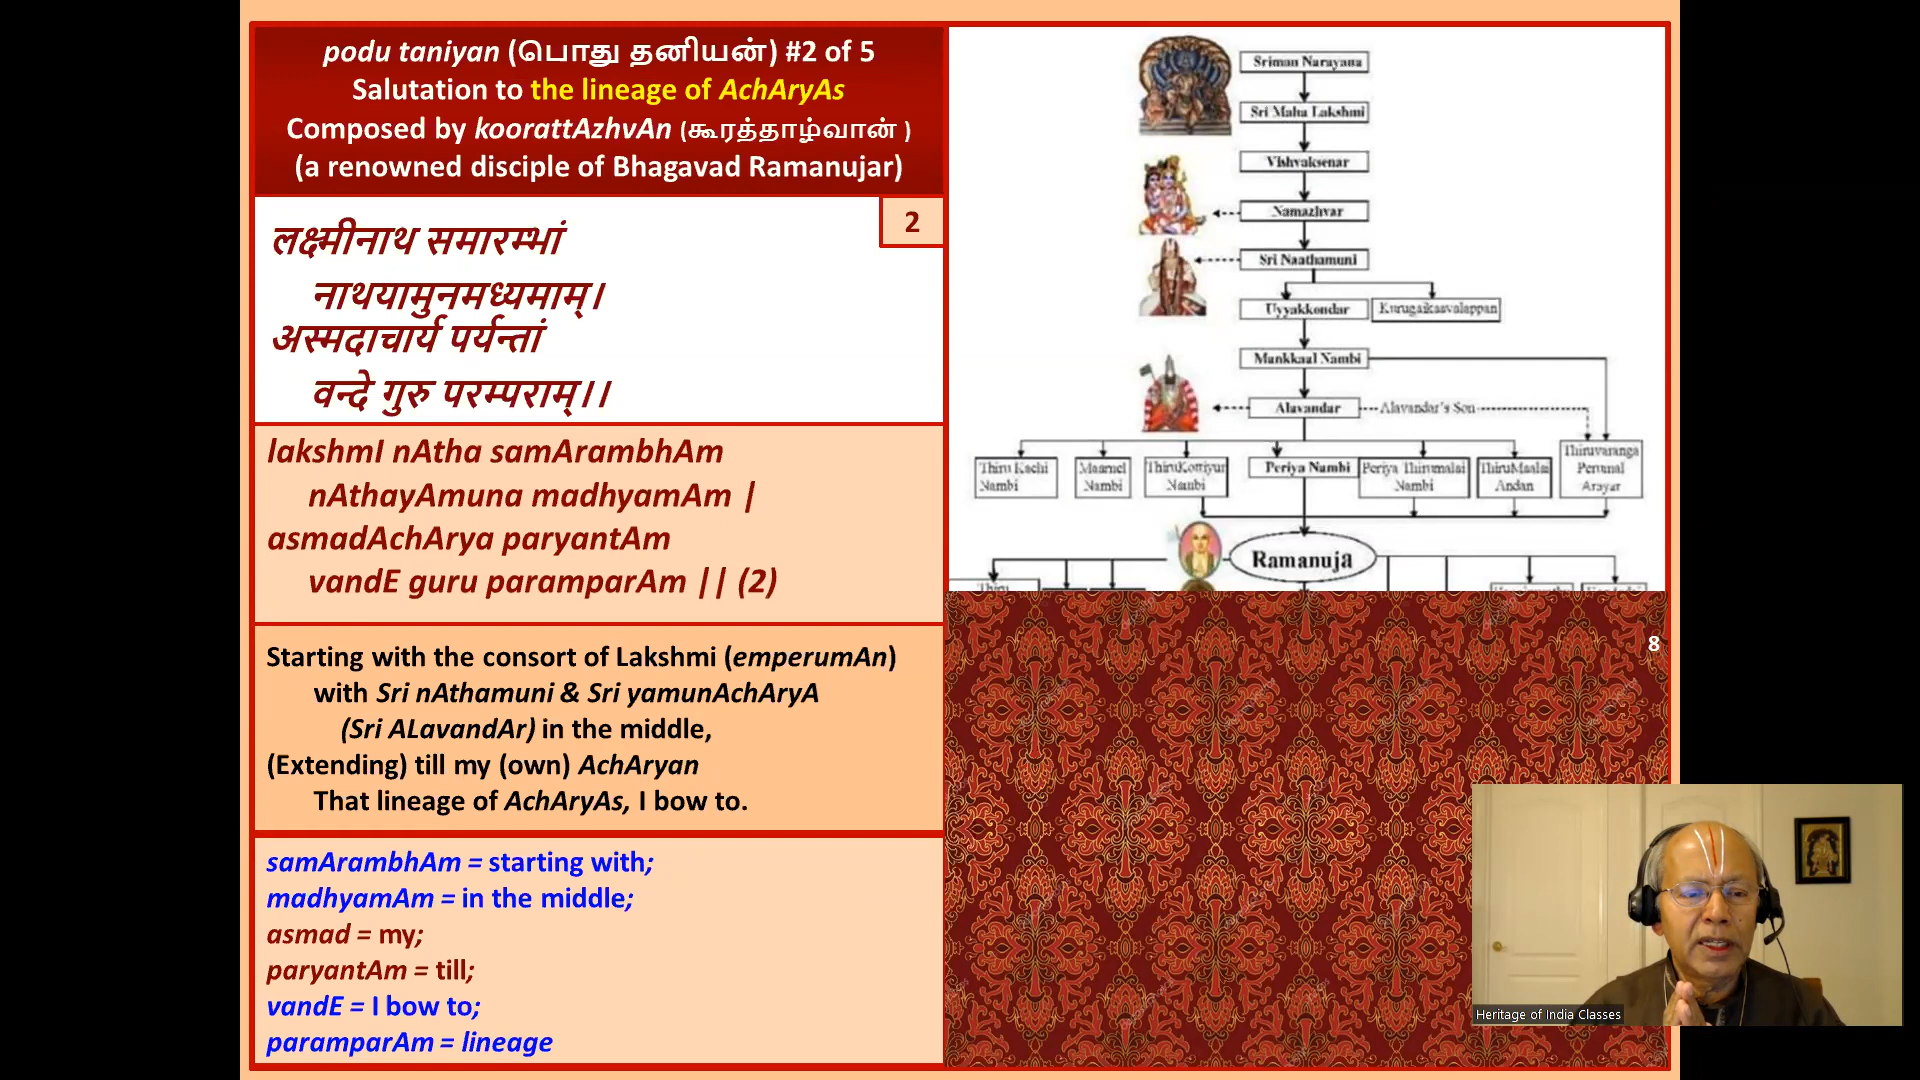 podu taniyan (பொது தனியன்) #2 of 5
Salutation to the lineage of AchAryAs
Composed by koorattAzhvAn (கூரத்தாழ்வான் )
(a renowned disciple of Bhagavad Ramanujar)
2
लक्ष्मीनाथ समारम्भां
नाथयामुनमध्यमाम्।
अस्मदाचार्य पर्यन्तां
वन्दे गुरु परम्पराम्।।
lakshmI nAtha samArambhAm
nAthayAmuna madhyamAm |
asmadAchArya paryantAm
vandE guru paramparAm || (2)
Starting with the consort of Lakshmi (emperumAn)
with Sri nAthamuni & Sri yamunAchAryA
(Sri ALavandAr) in the middle,
(Extending) till my (own) AchAryan
That lineage of AchAryAs, I bow to.
samArambhAm = starting with;
madhyamAm = in the middle;
asmad = my;
paryantAm = till;
vandE = I bow to;
paramparAm = lineage
Sriman Narayana
Sri Maha Lakshmi
Vishvaksenar
Namazhvar
Sri Naathamuni
Uyyakkondar
Kurugaikaavalappan
Mankkaal Nambi
Alavandar
Alavandar's Son
Thiru Kachi
Nambi
Maarnel
Nambi
ThiruKottiyur
Nambi
Periya Nambi
Periya Thirumalai
Nambi
ThiruMaalai
Andan
Thiruvaranga
Perumal
Arayar
Ramanuja
Thiru
8
Heritage of India Classes